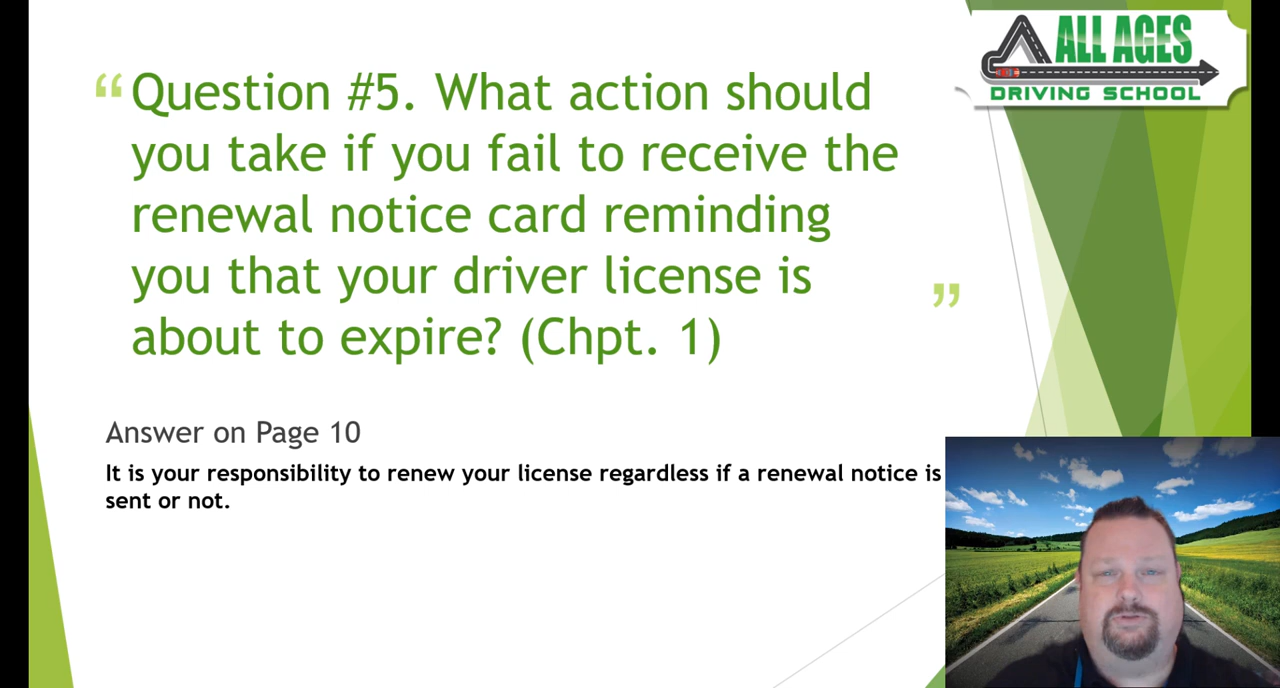 ALL AGES
DRIVING SCHOOL
“Question #5. What action should
you take if you fail to receive the
renewal notice card reminding
you that your driver license is
about to expire? (Chpt. 1)”
Answer on Page 10
It is your responsibility to renew your license regardless if a renewal notice is
sent or not.